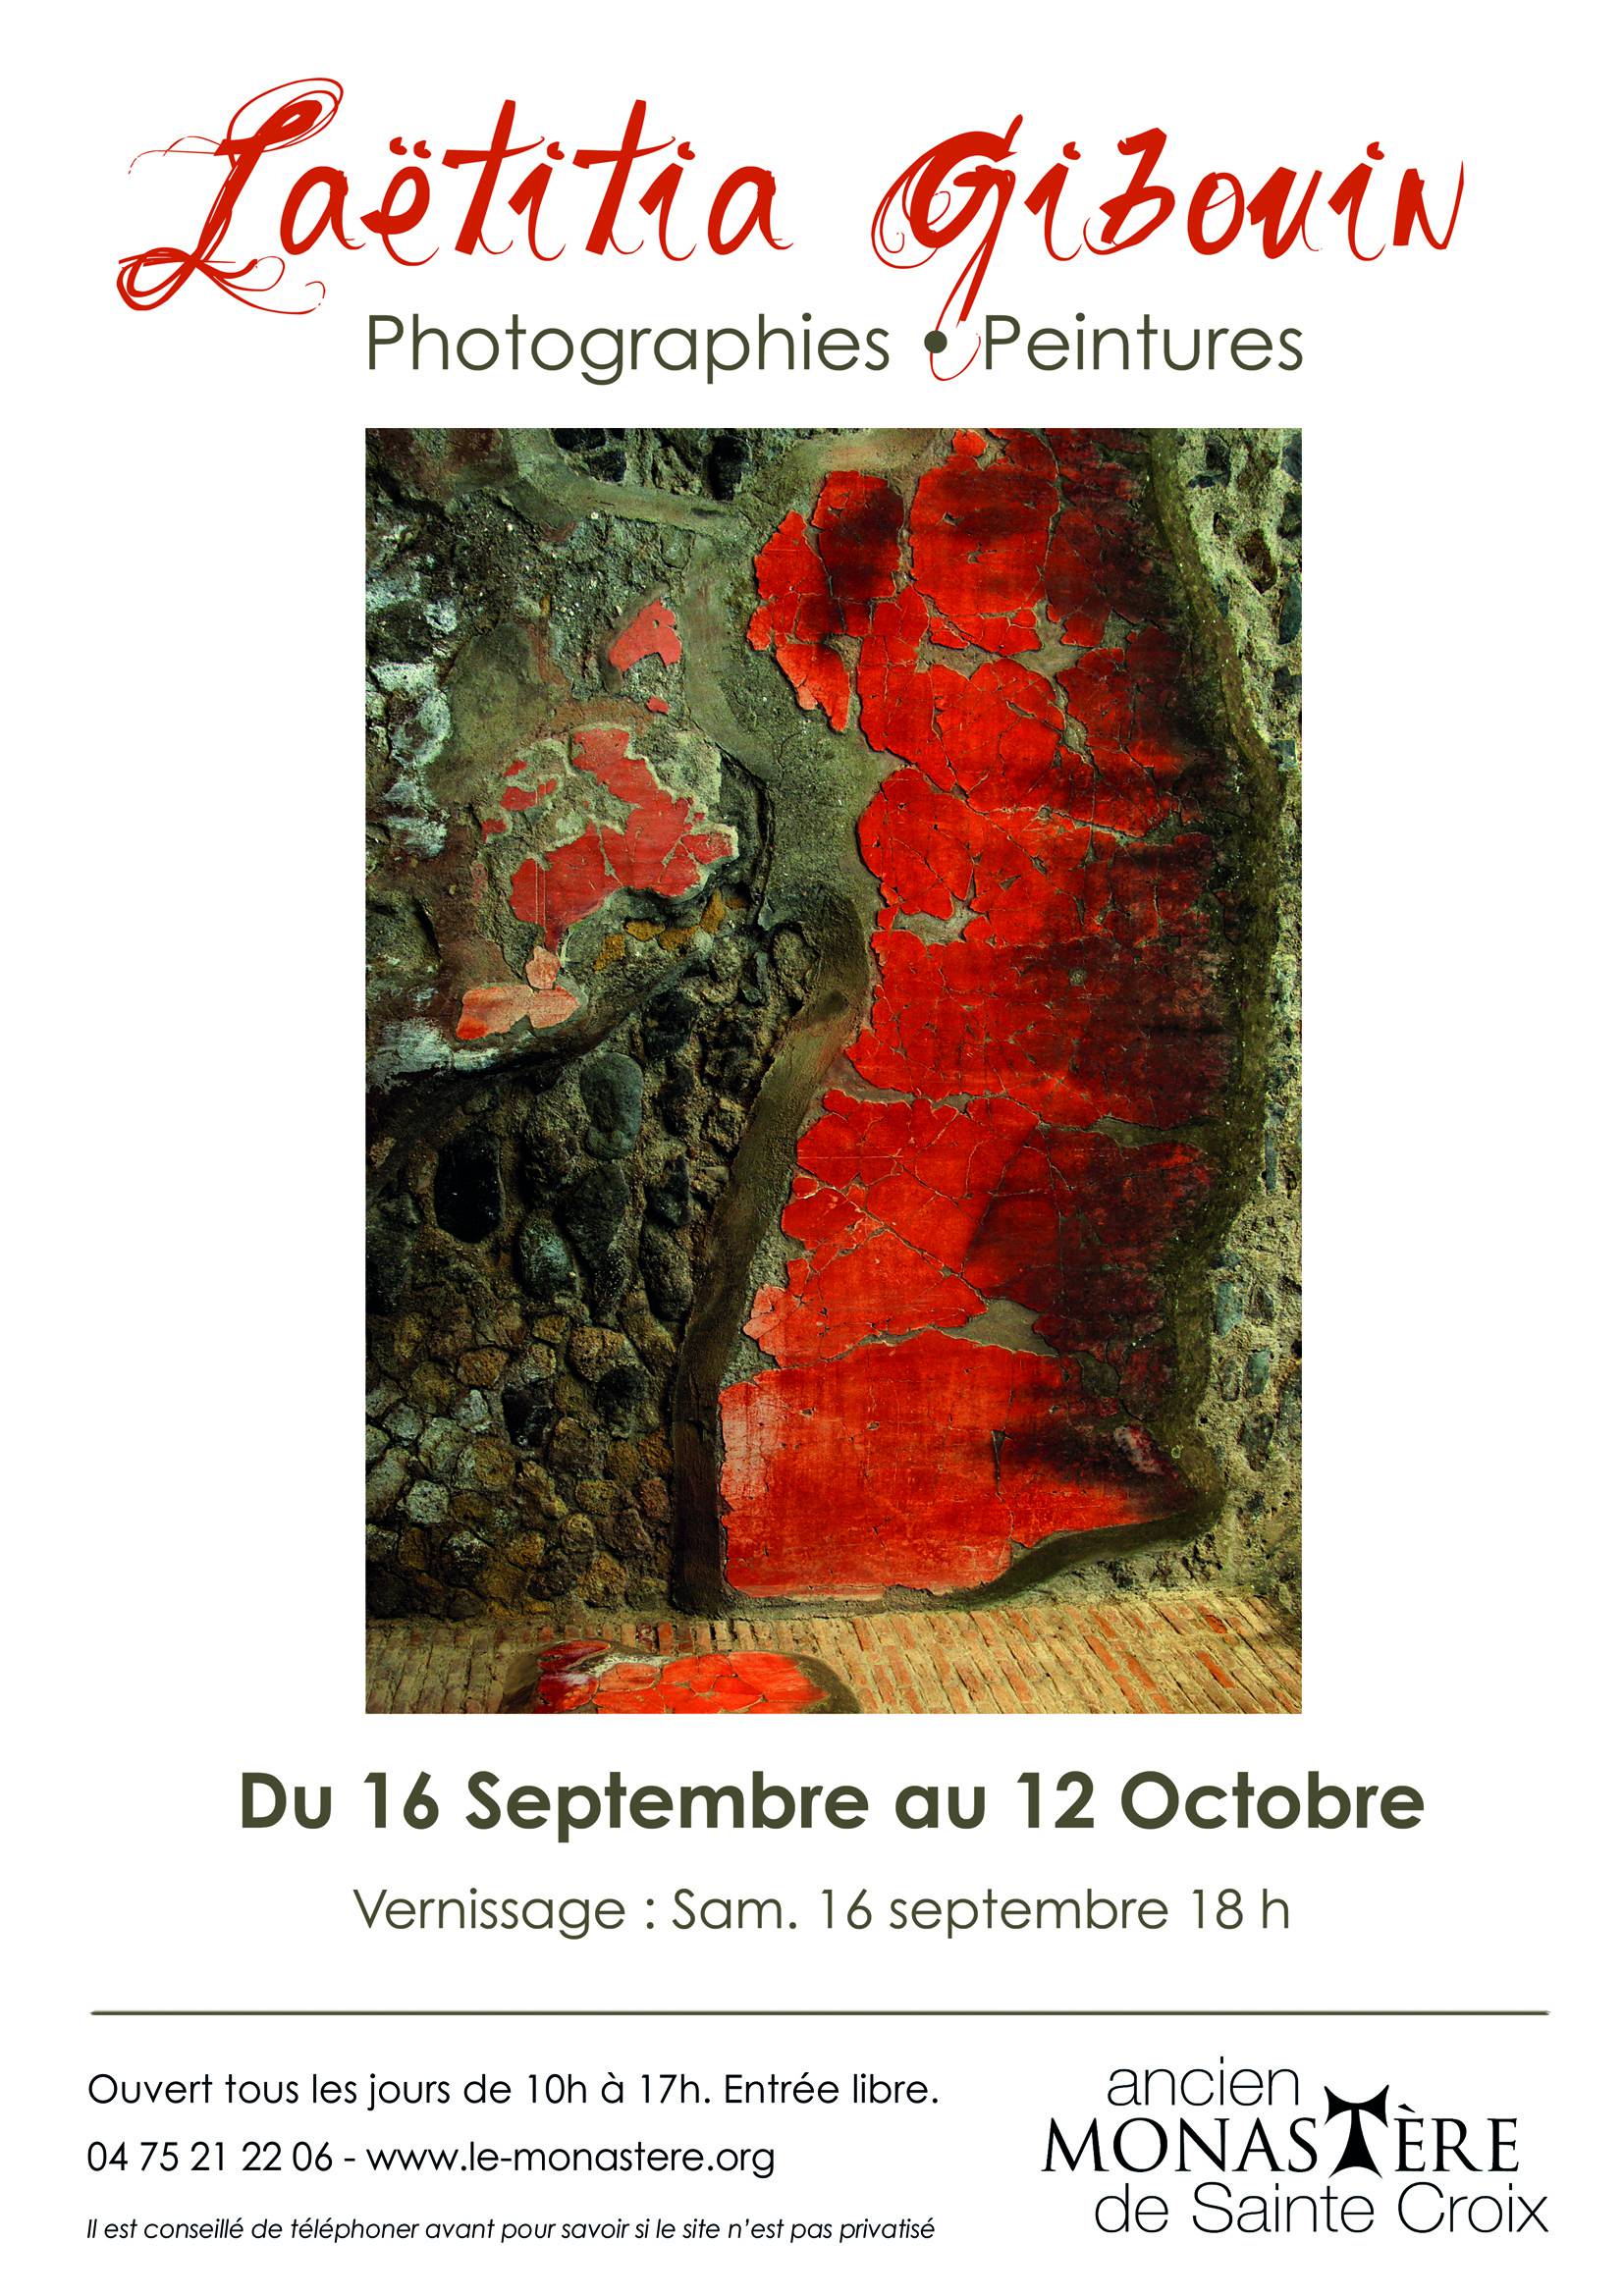 Laëtitia Gibouin
Photographies • Peintures
Du 16 Septembre au 12 Octobre
Vernissage : Sam. 16 septembre 18 h
Ouvert tous les jours de 10h à 17h. Entrée libre.
04 75 21 22 06 - www.le-monastere.org
Il est conseillé de téléphoner avant pour savoir si le site n'est pas privatisé
ancien
MONASTÈRE
de Sainte Croix